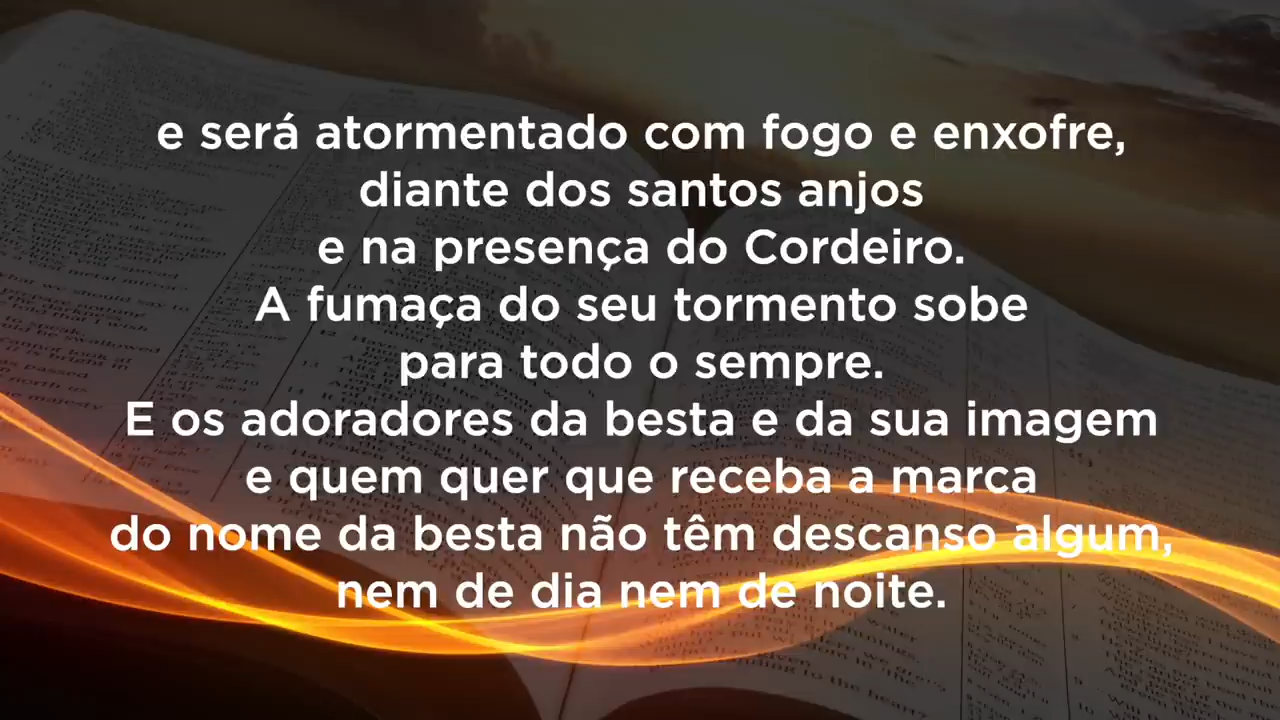 e será atormentado com fogo e enxofre,
diante dos santos anjos
e na presença do Cordeiro.
A fumaça do seu tormento sobe
para todo o sempre.
E os adoradores da besta e da sua imagem
e quem quer que receba a marca
do nome da besta não têm descanso algum,
nem de dia nem de noite.